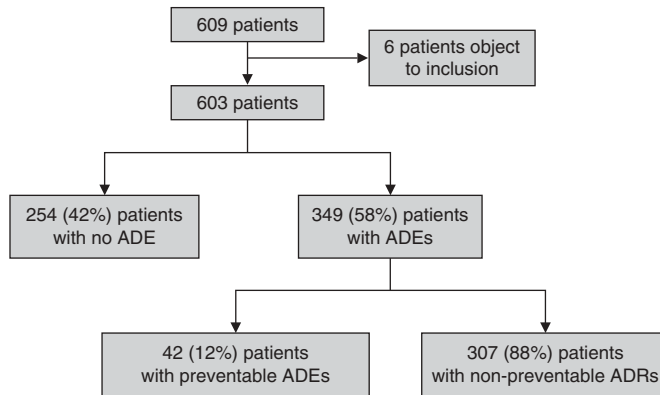 609 patients
6 patients object
to inclusion
603 patients
254 (42%) patients
with no ADE
349 (58%) patients
with ADEs
42 (12%) patients
with preventable ADEs
307 (88%) patients
with non-preventable ADRs